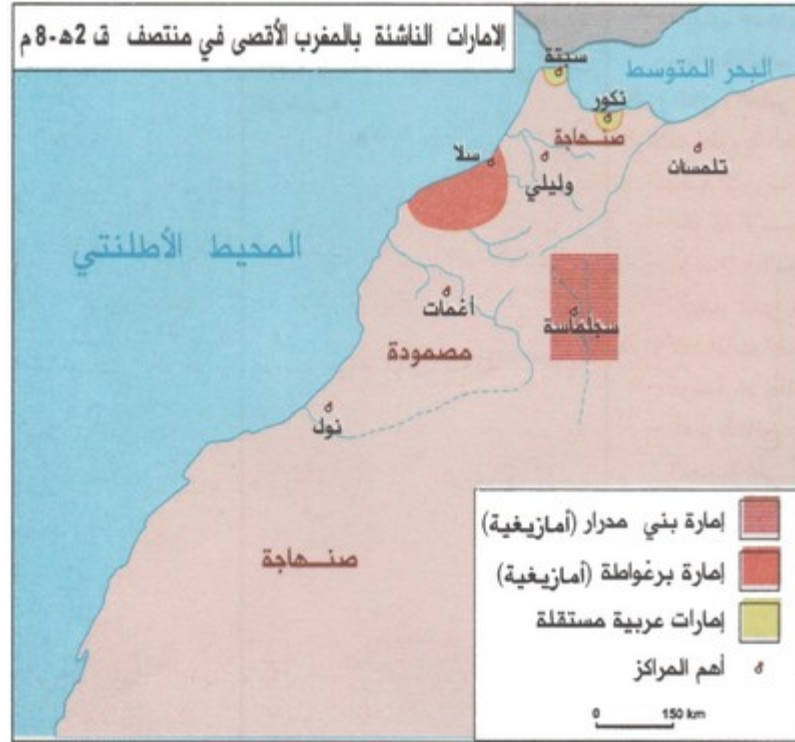 الامارات الناشئة بالمغرب الأقصى في منتصف ق 2هـ-8م
سبتة
البحر المتوسط
نكور
صنهاجة
تلمسان
سلا
وليلي
المحيط الأطلنتي
أغمات
سجلماسة
مصمودة
نوك
صنهاجة
إمارة بني مدرار (أمازيغية)
إمارة برغواطة (أمازيغية)
إمارات عربية مستقلة
أهم المراكز
0 150 km